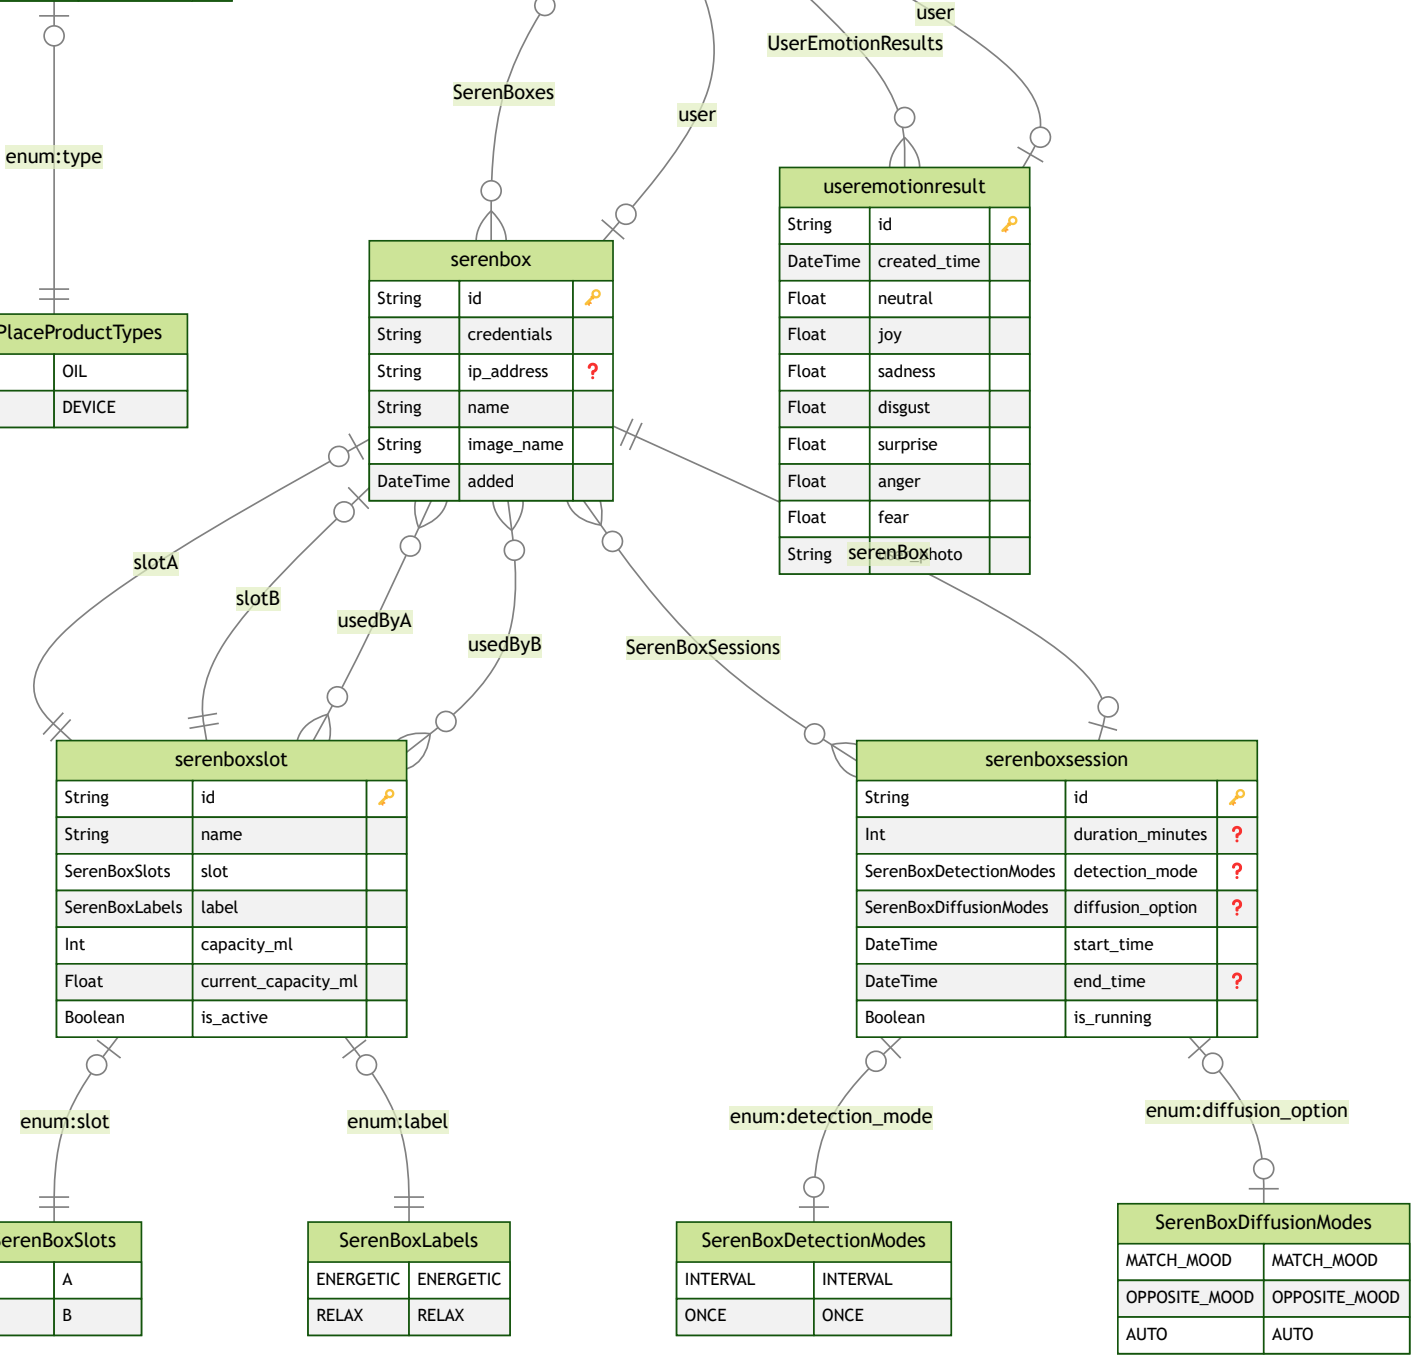 user
UserEmotionResults
SerenBoxes
user
enum:type
useremotionresult
String id
DateTime created_time
Float neutral
Float joy
Float sadness
Float disgust
Float surprise
Float anger
Float fear
String photo
serenbox
String id
String credentials
String ip_address ?
String name
String image_name
DateTime added
PlaceProductTypes
OIL
DEVICE
serenBox
slotA
slotB
usedByA
usedByB
SerenBoxSessions
serenboxslot
String id
String name
SerenBoxSlots slot
SerenBoxLabels label
Int capacity_ml
Float current_capacity_ml
Boolean is_active
serenboxsession
String id
Int duration_minutes ?
SerenBoxDetectionModes detection_mode ?
SerenBoxDiffusionModes diffusion_option ?
DateTime start_time
DateTime end_time ?
Boolean is_running
enum:slot
enum:label
enum:detection_mode
enum:diffusion_option
erenBoxSlots
A
B
SerenBoxLabels
ENERGETIC ENERGETIC
RELAX RELAX
SerenBoxDetectionModes
INTERVAL INTERVAL
ONCE ONCE
SerenBoxDiffusionModes
MATCH_MOOD MATCH_MOOD
OPPOSITE_MOOD OPPOSITE_MOOD
AUTO AUTO